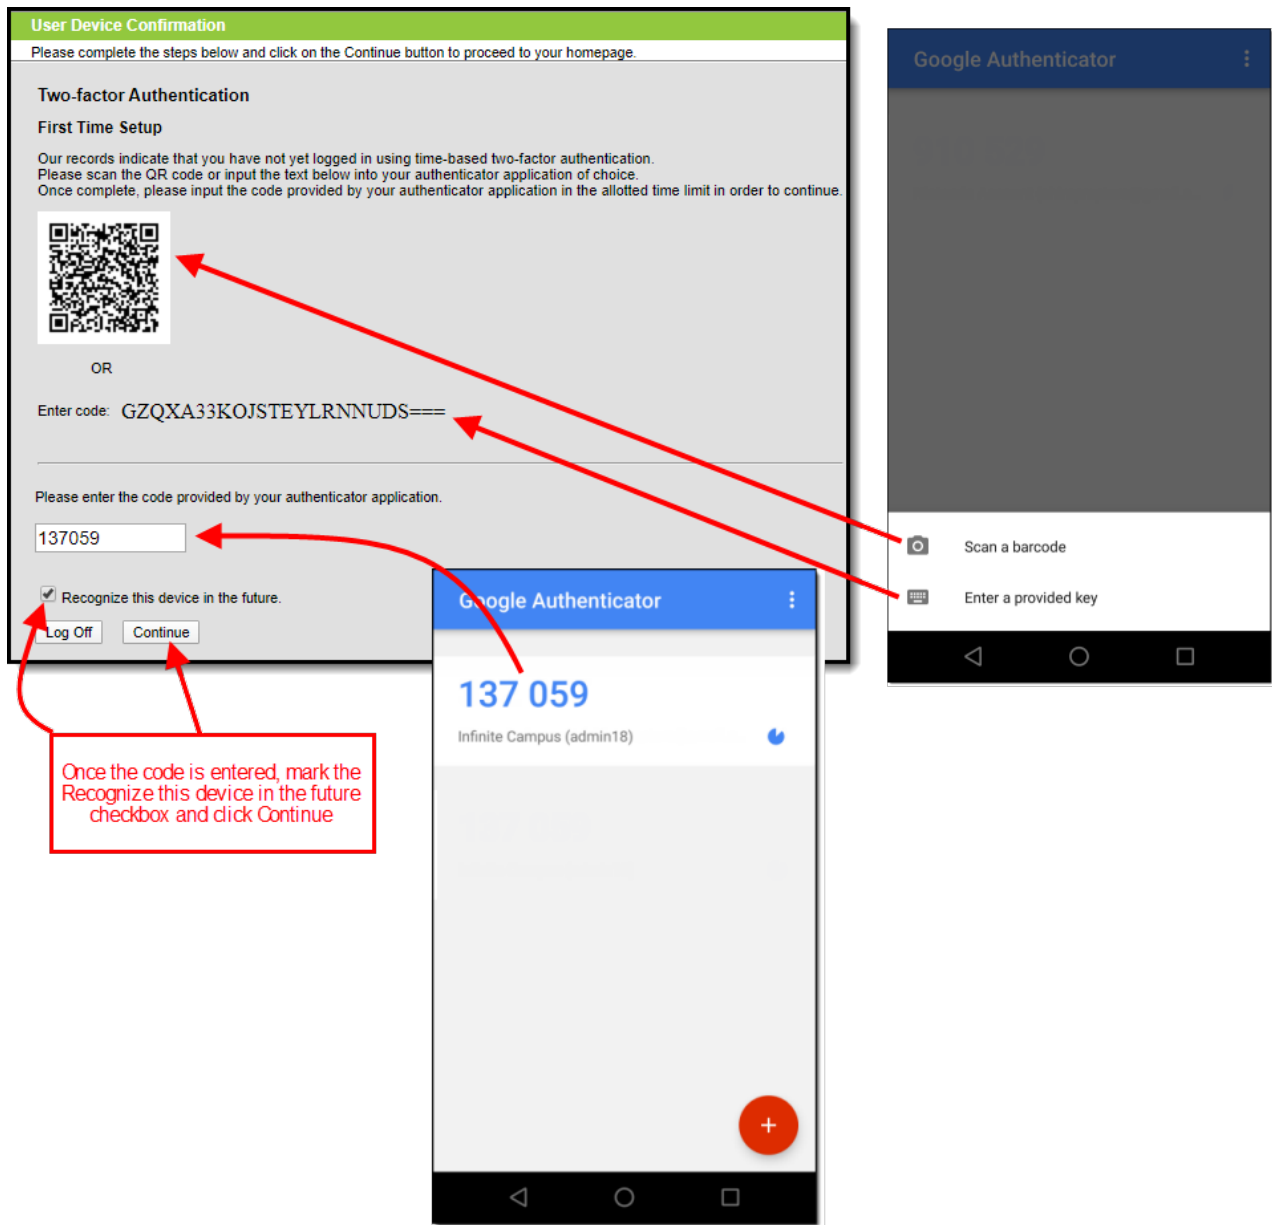 User Device Confirmation
Please complete the steps below and click on the Continue button to proceed to your homepage.
Two-factor Authentication
First Time Setup
Our records indicate that you have not yet logged in using time-based two-factor authentication.
Please scan the QR code or input the text below into your authenticator application of choice.
Once complete, please input the code provided by your authenticator application in the allotted time limit in order to continue.
OR
Enter code: GZQXA33KOJSTEYLRNNUDS===
Please enter the code provided by your authenticator application.
137059
Recognize this device in the future.
Log Off Continue
Once the code is entered, mark the
Recognize this device in the future
checkbox and click Continue
Google Authenticator
137 059
Infinite Campus (admin18)
Google Authenticator
Scan a barcode
Enter a provided key